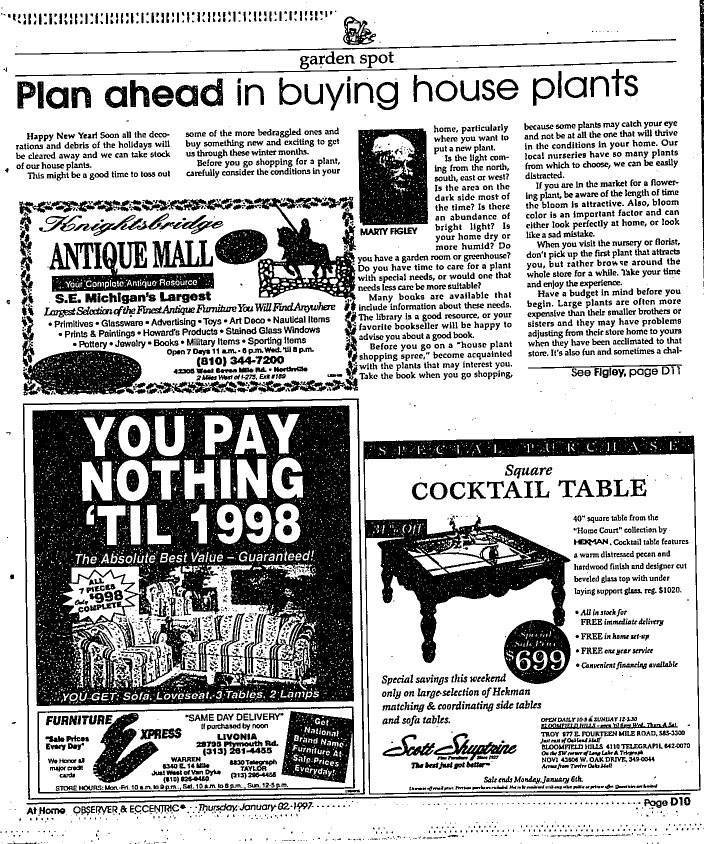 garden spot
Plan ahead in buying house plants
Happy New Year! Soon all the deco-
rations and debris of the holidays will
be cleared away and we can take stock
of our house plants.
This might be a good time to toss out
some of the more bedraggled ones and
buy something new and exciting to get
us through these winter months.
Before you go shopping for a plant,
carefully consider the conditions in your
MARTY FIGLEY
home, particularly
where you want to
put a new plant.
Is the light com-
ing from the north,
south, east or west?
Is the area on the
dark side most of
the time? Is there
an abundance of
bright light? Is
your home dry or
more humid? Do
you have a garden room or greenhouse?
Do you have time to care for a plant
with special needs, or would one that
needs less care be more suitable?
Many books are available that
include information about these needs.
The library is a good resource, or your
favorite bookseller will be happy to
advise you about a good book.
Before you go on a "house plant
shopping spree," become acquainted
with the plants that may interest you.
Take the book when you go shopping,
because some plants may catch your eye
and not be at all the one that will thrive
in the conditions in your home. Our
local nurseries have so many plants
from which to choose, we can be easily
distracted.
If you are in the market for a flower-
ing plant, be aware of the length of time
the bloom is attractive. Also, bloom
color is an important factor and can
either look perfectly at home, or look
like a sad mistake.
When you visit the nursery or florist,
don't pick up the first plant that attracts
you, but rather browse around the
whole store for a while. Take your time
and enjoy the experience.
Have a budget in mind before you
begin. Large plants are often more
expensive than their smaller brothers or
sisters and they may have problems
adjusting from their store home to yours
when they have been acclimated to that
store. It's also fun and sometimes a chal-
See Figley, page D11
Knightsbridge
ANTIQUE MALL
Your Complete Antique Resource
S.E. Michigan's Largest
Largest Selection of the Finest Antique Furniture You Will Find Anywhere
• Primitives • Glassware • Advertising • Toys • Art Deco • Nautical Items
• Prints & Paintings • Howard's Products • Stained Glass Windows
• Pottery • Jewelry • Books • Military Items • Sporting Items
Open 7 Days 11 a.m. - 6 p.m. Wed. 'til 8 p.m.
(810) 344-7200
42305 West Seven Mile Rd. • Northville
2 Miles West of I-275, Exit #169
YOU PAY
NOTHING
'TIL 1998
The Absolute Best Value – Guaranteed!
ALL
7 PIECES
$998
COMPLETE
YOU GET: Sofa, Loveseat, 3 Tables, 2 Lamps
FURNITURE
EXPRESS
"Sale Prices
Every Day"
We Honor all
major credit
cards
"SAME DAY DELIVERY"
If purchased by noon
LIVONIA
28795 Plymouth Rd.
(313) 261-4455
WARREN
8340 E. 14 Mile
Just West of Van Dyke
8830 Telegraph
TAYLOR
(313) 295-4455
Get
National
Brand Name
Furniture At
Sale Prices
Everyday!
STORE HOURS: Mon.-Fri. 10 a.m. to 9 p.m., Sat. 10 a.m. to 6 p.m., Sun. 12-5 p.m.
SPECIAL PURCHASE
Square
COCKTAIL TABLE
31% Off
40" square table from the
"Home Court" collection by
HEKMAN. Cocktail table features
a warm distressed pecan and
hardwood finish and designer cut
beveled glass top with under
laying support glass. reg. $1020.
• All in stock for
FREE immediate delivery
• FREE in home set-up
• FREE one year service
• Convenient financing available
Special
Sale Price
$699
Special savings this weekend
only on large selection of Hekman
matching & coordinating side tables
and sofa tables.
Scott Shuptrine
The best just got better
OPEN DAILY 10-9 & SUNDAY 12-5:30
TROY 977 E. FOURTEEN MILE ROAD, 585-3300
Just east of Oakland Mall
BLOOMFIELD HILLS 4110 TELEGRAPH, 642-0070
On the SW corner of Long Lake & Telegraph
NOVI 43606 W. OAK DRIVE, 349-0044
Across from Twelve Oaks Mall
Sale ends Monday, January 6th.
At Home OBSERVER & ECCENTRIC Thursday, January 02, 1997
Page D10